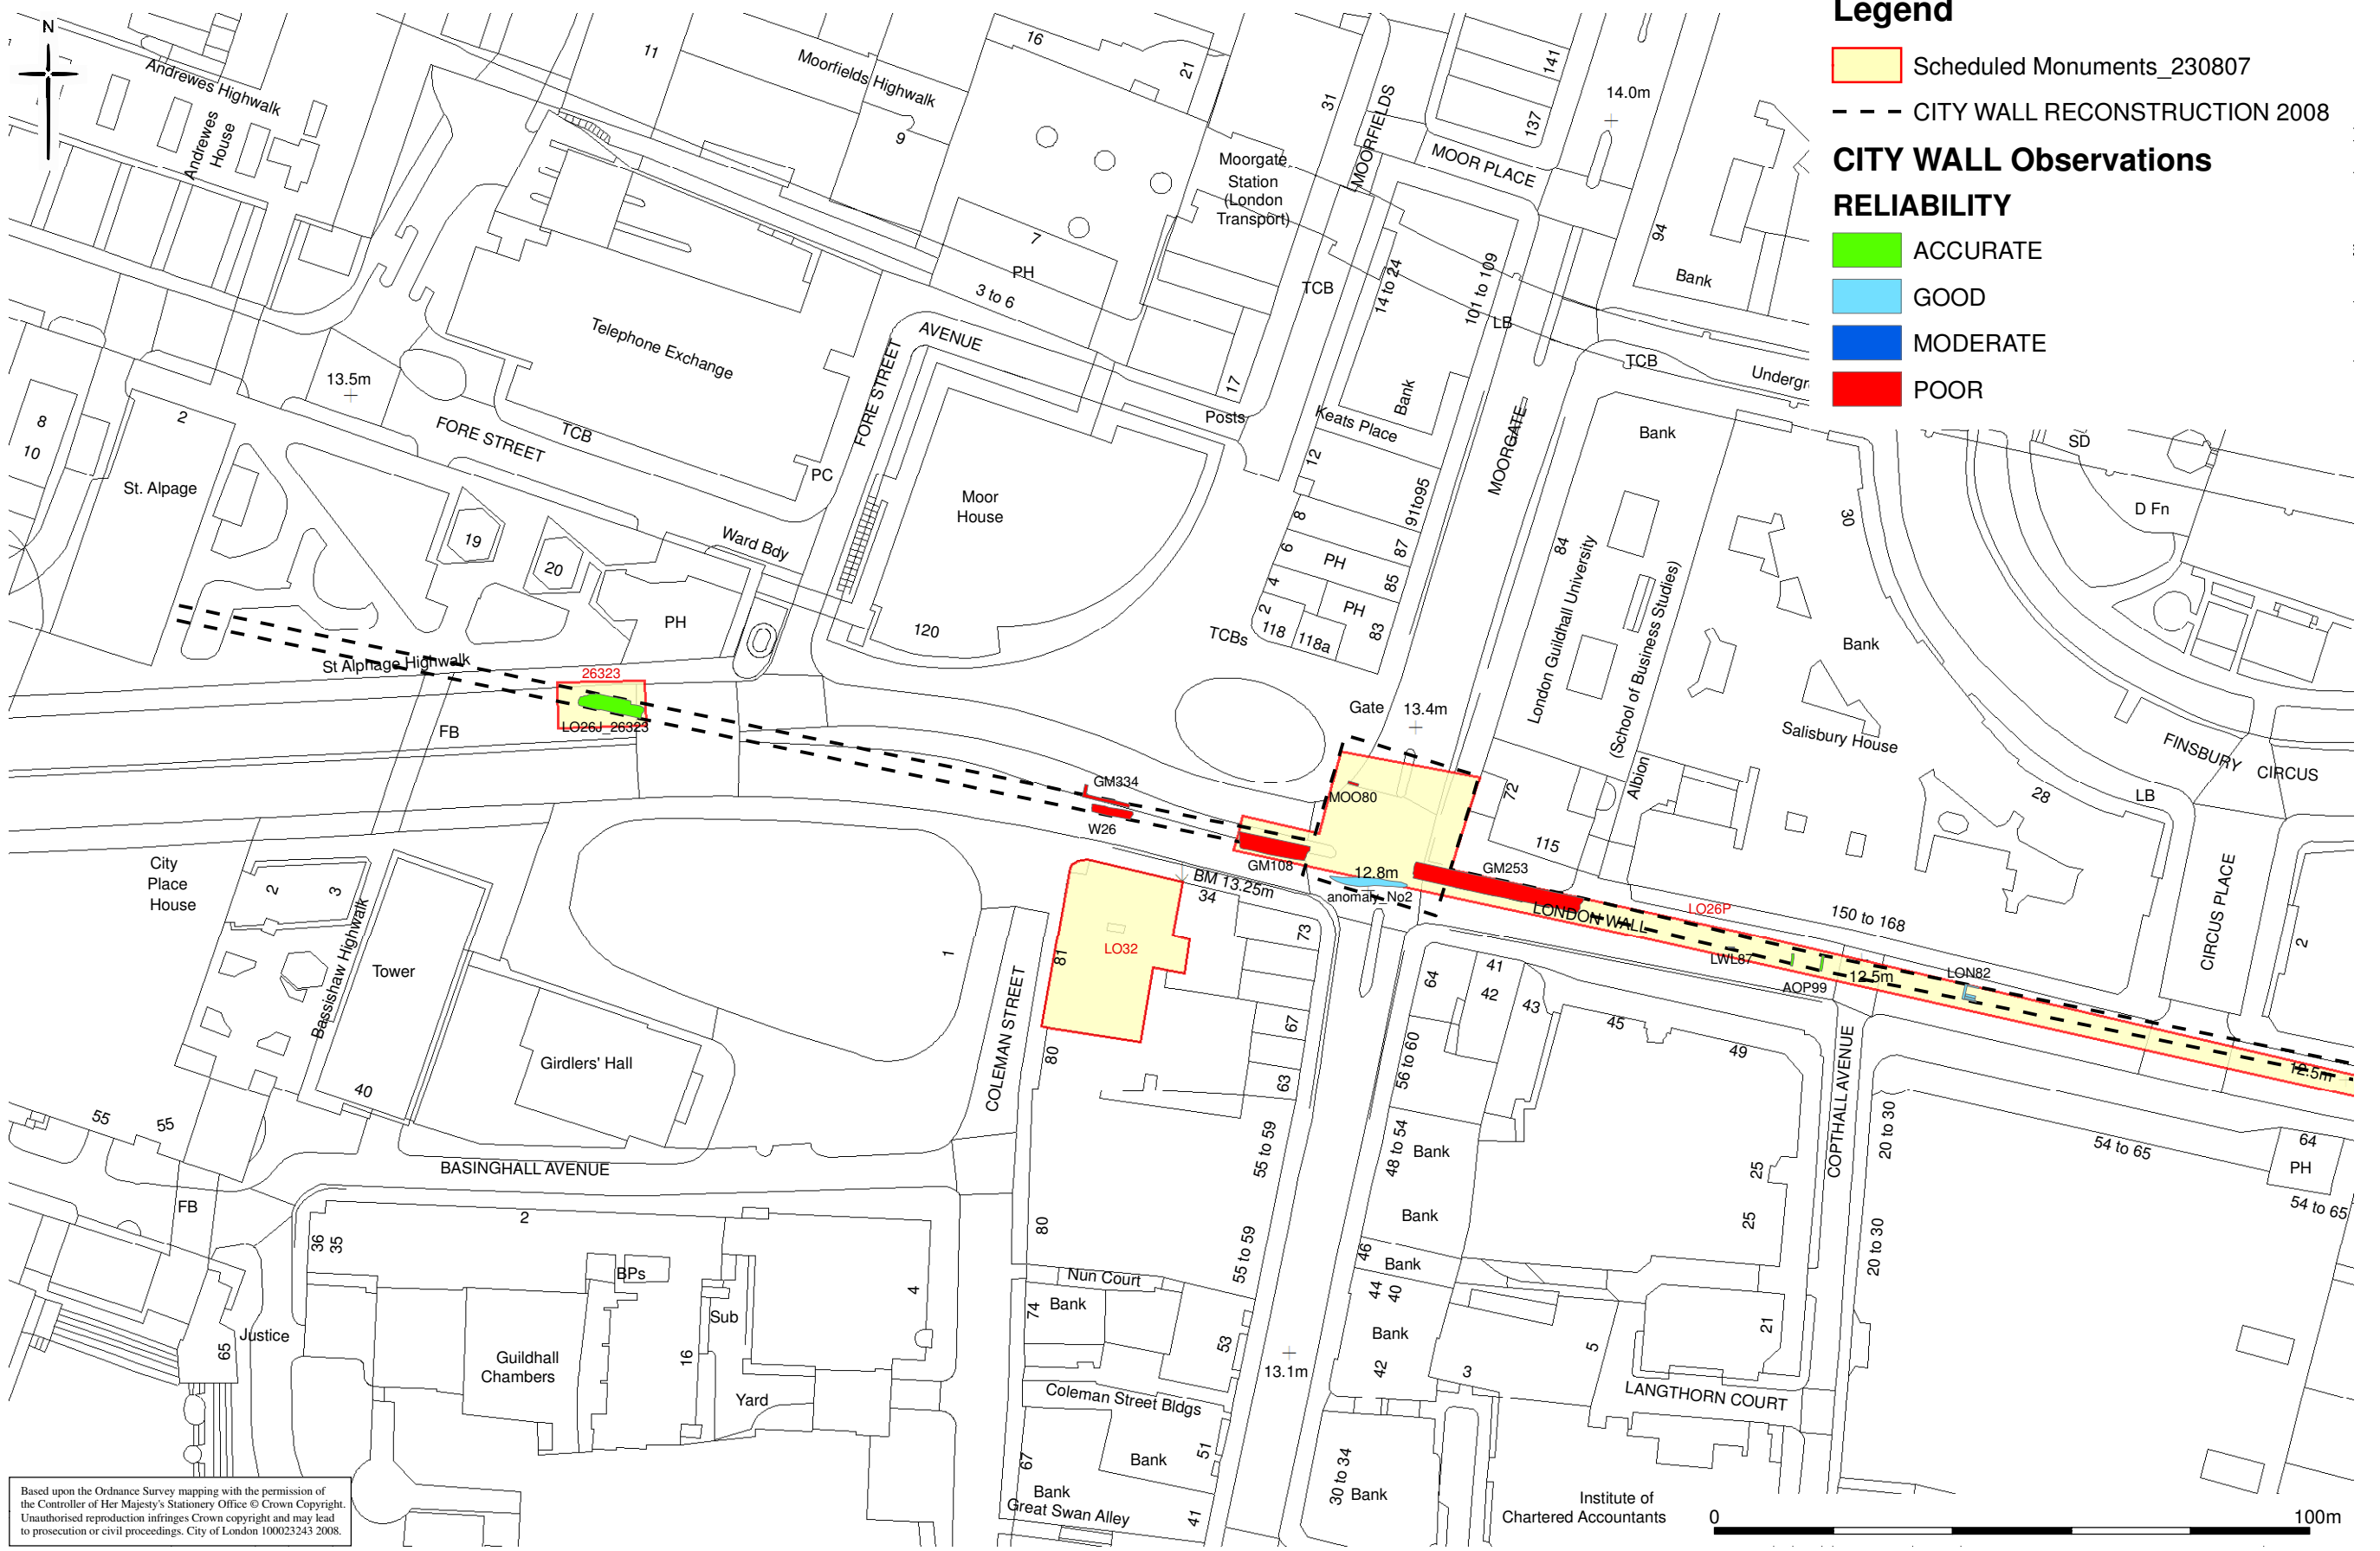 Legend
Scheduled Monuments_230807
CITY WALL RECONSTRUCTION 2008
CITY WALL Observations
RELIABILITY
ACCURATE
GOOD
MODERATE
POOR
N
Andrewes Highwalk
Andrewes
House
11
Moorfields Highwalk
9
16
21
31
MOORFIELDS
141
137
14.0m
MOOR PLACE
Moorgate
Station
(London
Transport)
94
Bank
7
PH
3 to 6
TCB
14 to 24
101 to 109
LB
TCB
Undergr
Telephone Exchange
AVENUE
FORE STREET
17
Posts
Keats Place
Bank
MOORGATE
Bank
13.5m
8
10
2
St. Alpage
FORE STREET
TCB
PC
Moor
House
12
91to95
30
SD
D Fn
19
20
Ward Bdy
8
6
PH
87
4
85
2
PH
118
118a
83
TCBs
84
London Guildhall University
(School of Business Studies)
Bank
PH
120
St Alphage Highwalk
26323
LO26J_26323
FB
Gate
13.4m
Salisbury House
FINSBURY
CIRCUS
Albion
72
GM334
W26
MOO80
28
LB
115
GM108
12.8m
GM253
anomaly_No2
BM 13.25m
34
LONDON WALL
LO26P
150 to 168
CIRCUS PLACE
2
City
Place
House
2
3
Bassishaw Highwalk
Tower
1
81
LO32
73
LWL87
12.5m
LON82
AOP99
64
41
42
43
45
49
COLEMAN STREET
67
63
80
56 to 60
COPTHALL AVENUE
12.5m
Girdlers' Hall
40
55
55
BASINGHALL AVENUE
FB
55 to 59
48 to 54
Bank
25
20 to 30
54 to 65
64
PH
54 to 65
2
36
35
80
55 to 59
Bank
25
20 to 30
46
Bank
BPs
4
Nun Court
Bank
74
44
40
Sub
Justice
65
Guildhall
Chambers
16
53
Bank
5
21
13.1m
42
3
Yard
Coleman Street Bldgs
LANGTHORN COURT
67
Bank
51
Bank
Great Swan Alley
41
30 to 34
Bank
Institute of
Chartered Accountants
0
100m
Based upon the Ordnance Survey mapping with the permission of
the Controller of Her Majesty's Stationery Office © Crown Copyright.
Unauthorised reproduction infringes Crown copyright and may lead
to prosecution or civil proceedings. City of London 100023243 2008.